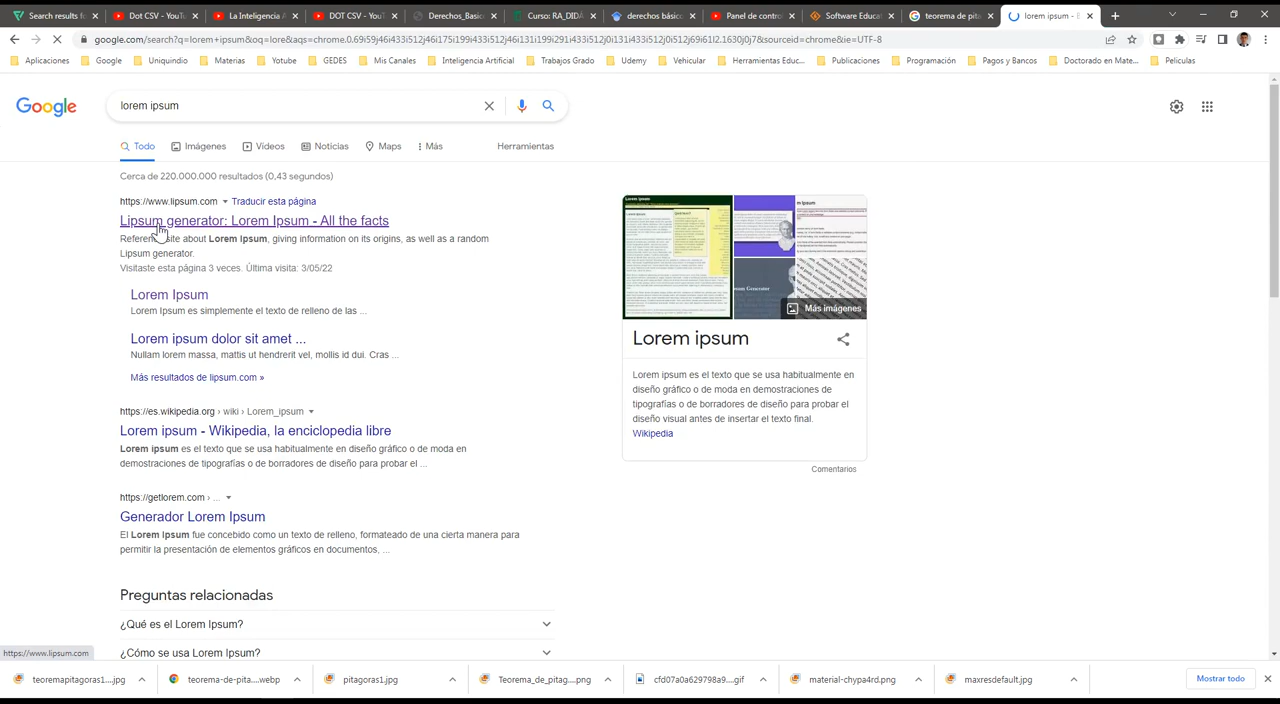 Search results f
Dot CSV - YouTu
La Inteligencia A
DOT CSV - YouT
Derechos_Basic
Curso: RA_DIDÁ
derechos básic
Panel de contro
Software Educat
teorema de pita
lorem ipsum - B
google.com/search?q=lorem+ipsum&oq=lore&aqs=chrome.0.69i59j46i433i512j46i175i199i433i512j46i131i199i291i433i512j0i131i433i512j0i512j69i61l2.1630j0j7&sourceid=chrome&ie=UTF-8
Aplicaciones Google Uniquindio Materias Yotube GEDES Mis Canales Inteligencia Artificial Trabajos Grado Udemy Vehicular Herramientas Educ... Publicaciones Programación Pagos y Bancos Doctorado en Mate... Peliculas
Google
lorem ipsum
Todo Imágenes Vídeos Noticias Maps Más Herramientas
Cerca de 220.000.000 resultados (0,43 segundos)
https://www.lipsum.com Traducir esta página
Lipsum generator: Lorem Ipsum - All the facts
Lorem Ipsum, giving information on its origins, as well as a random
Lipsum generator.
Última visita: 3/05/22
Lorem Ipsum
Lorem Ipsum es simplemente el texto de relleno de las ...
Lorem ipsum dolor sit amet ...
Nullam lorem massa, mattis ut hendrerit vel, mollis id dui. Cras ...
Más resultados de lipsum.com »
https://es.wikipedia.org › wiki › Lorem_ipsum
Lorem ipsum - Wikipedia, la enciclopedia libre
Lorem ipsum es el texto que se usa habitualmente en diseño gráfico o de moda en
demostraciones de tipografías o de borradores de diseño para probar el ...
https://getlorem.com › ...
Generador Lorem Ipsum
El Lorem Ipsum fue concebido como un texto de relleno, formateado de una cierta manera para
permitir la presentación de elementos gráficos en documentos, ...
Preguntas relacionadas
¿Qué es el Lorem Ipsum?
¿Cómo se usa Lorem Ipsum?
Más imágenes
Lorem ipsum
Lorem ipsum es el texto que se usa habitualmente en
diseño gráfico o de moda en demostraciones de
tipografías o de borradores de diseño para probar el
diseño visual antes de insertar el texto final.
Wikipedia
Comentarios
https://www.lipsum.com
teoremapitagoras1....jpg teorema-de-pita....webp pitagoras1.jpg Teorema_de_pitag....png cfd07a0a629798a9....gif material-chypa4rd.png maxresdefault.jpg Mostrar todo